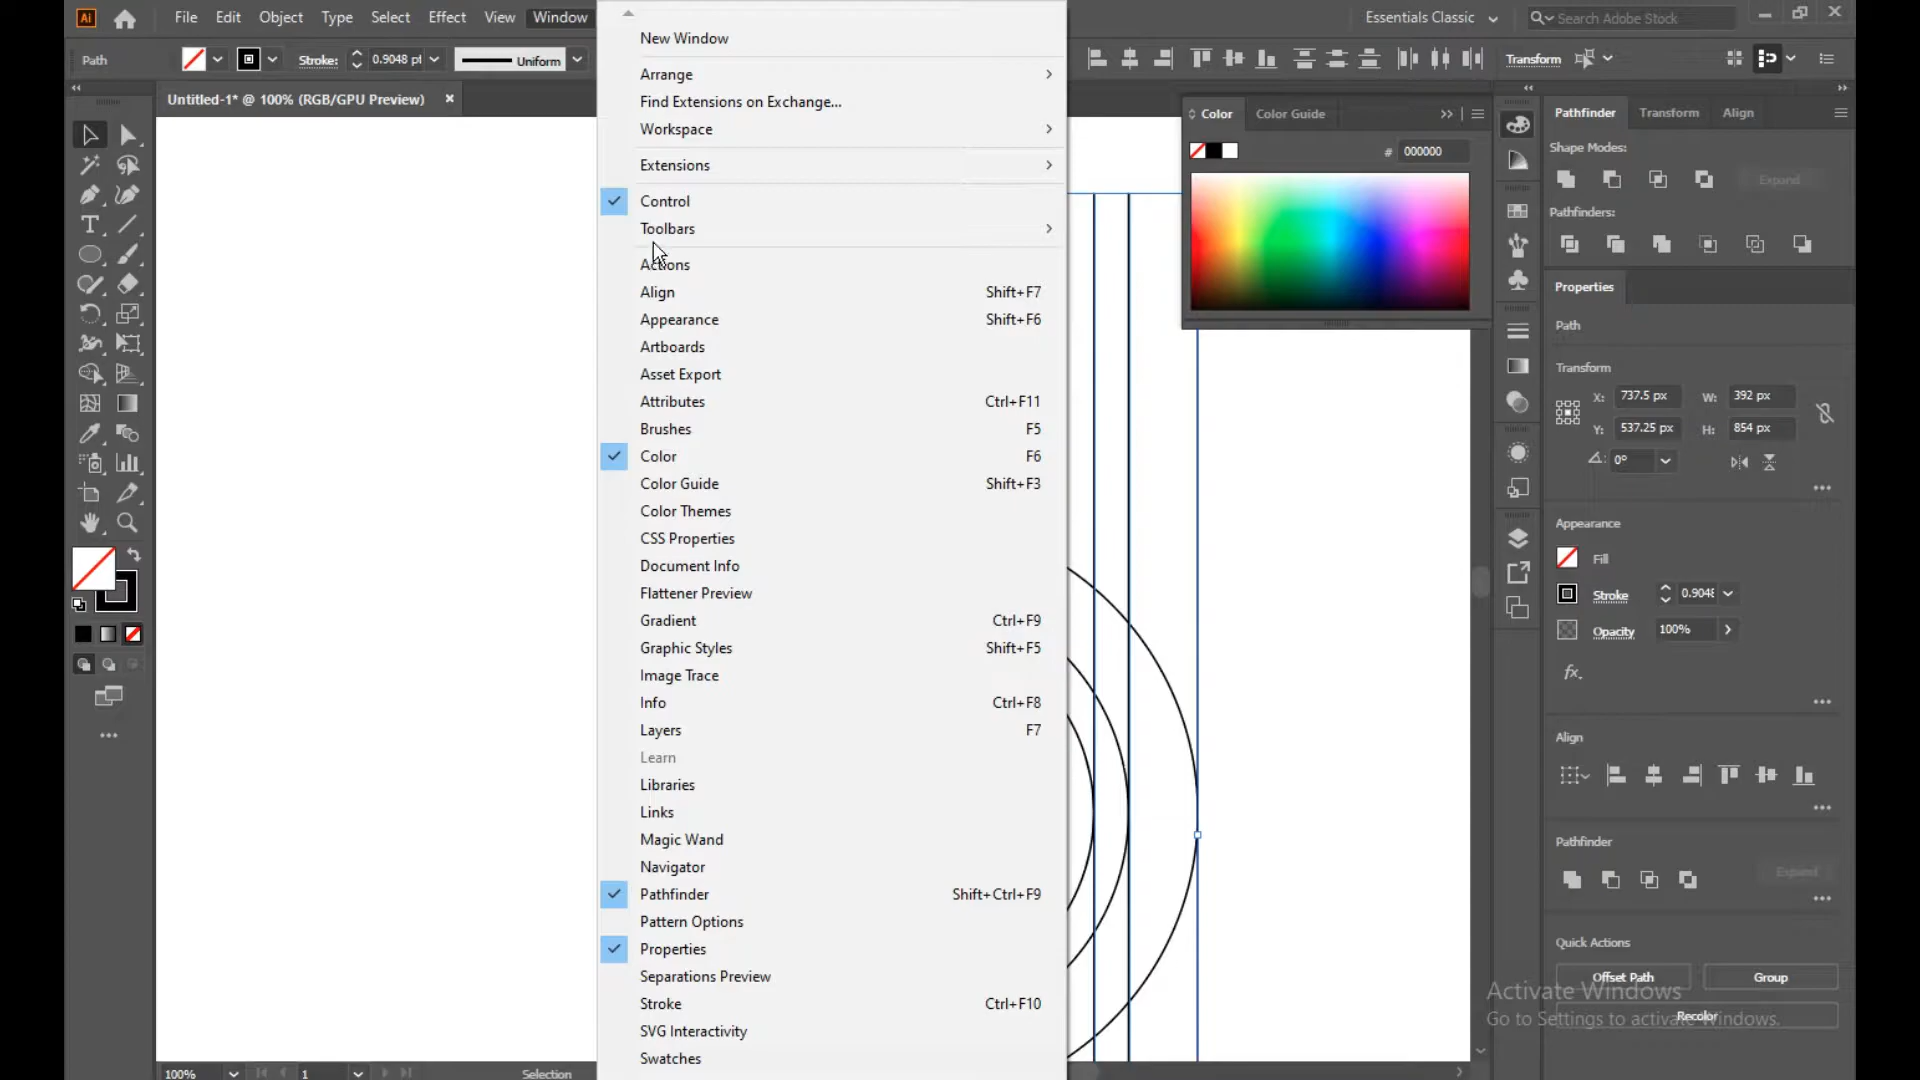 Ai
File Edit Object Type Select Effect View Window
Essentials Classic
Search Adobe Stock
Path
Stroke: 0.9048 pt
Uniform
Transform
Untitled-1* @ 100% (RGB/GPU Preview) ×
New Window
Arrange
Find Extensions on Exchange...
Workspace
Extensions
Control
Toolbars
Actions
Align Shift+F7
Appearance Shift+F6
Artboards
Asset Export
Attributes Ctrl+F11
Brushes F5
Color F6
Color Guide Shift+F3
Color Themes
CSS Properties
Document Info
Flattener Preview
Gradient Ctrl+F9
Graphic Styles Shift+F5
Image Trace
Info Ctrl+F8
Layers F7
Learn
Libraries
Links
Magic Wand
Navigator
Pathfinder Shift+Ctrl+F9
Pattern Options
Properties
Separations Preview
Stroke Ctrl+F10
SVG Interactivity
Swatches
Color Color Guide
# 000000
Pathfinder Transform Align
Shape Modes:
Expand
Pathfinders:
Properties
Path
Transform
X: 737.5 px W: 392 px
Y: 537.25 px H: 854 px
0°
Appearance
Fill
Stroke 0.9048
Opacity 100%
fx.
Align
Pathfinder
Expand
Quick Actions
Offset Path Group
Recolor
Activate Windows
Go to Settings to activate Windows.
100% 1 Selection